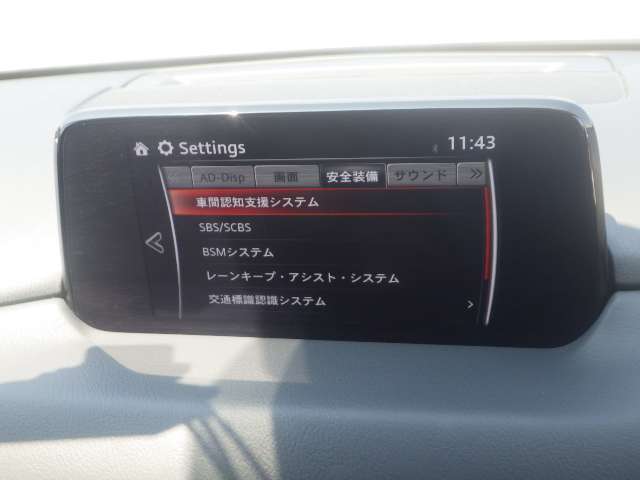 Settings 11:43
AD-Disp 画面 安全装備 サウンド
車間認知支援システム
SBS/SCBS
BSMシステム
レーンキープ・アシスト・システム
交通標識認識システム